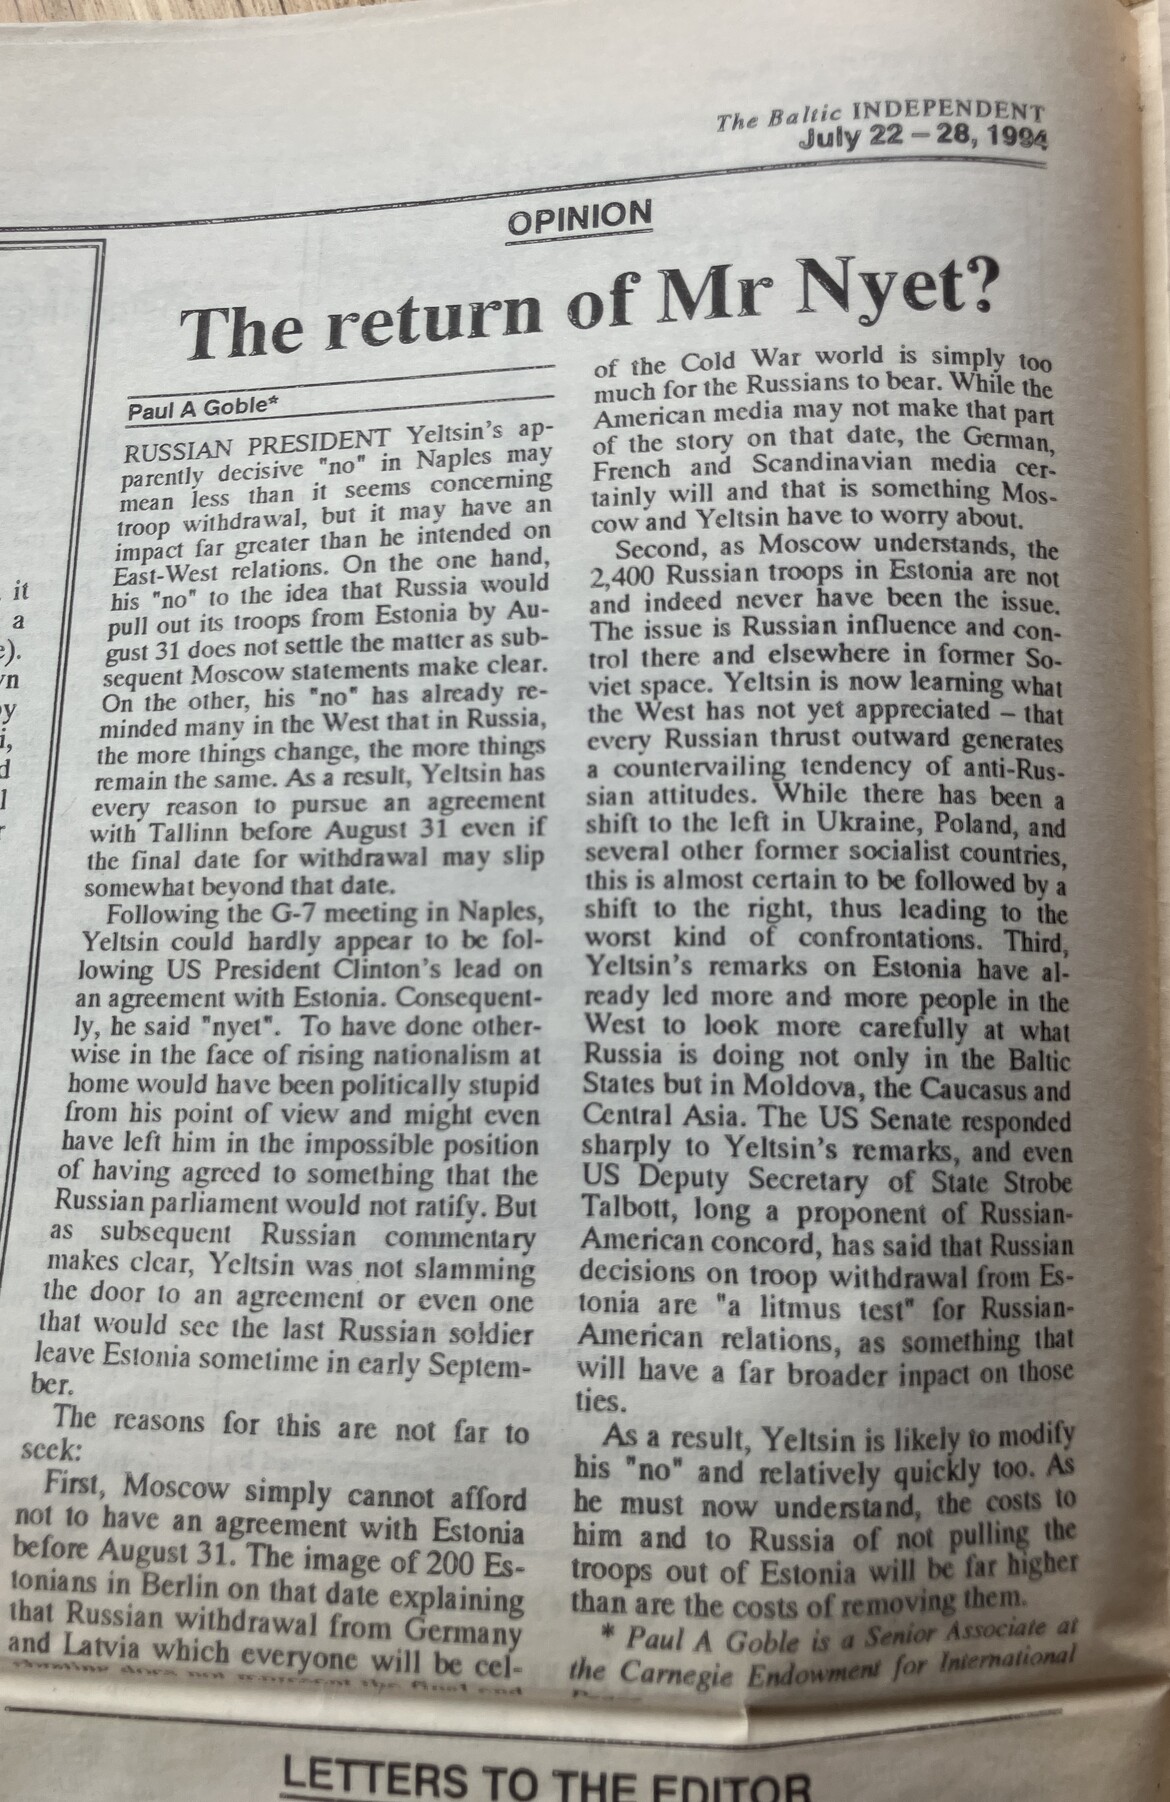 The Baltic INDEPENDENT
July 22 – 28, 1994
OPINION
The return of Mr Nyet?
Paul A Goble*
RUSSIAN PRESIDENT Yeltsin's ap-
parently decisive "no" in Naples may
mean less than it seems concerning
troop withdrawal, but it may have an
impact far greater than he intended on
East-West relations. On the one hand,
his "no" to the idea that Russia would
pull out its troops from Estonia by Au-
gust 31 does not settle the matter as sub-
sequent Moscow statements make clear.
On the other, his "no" has already re-
minded many in the West that in Russia,
the more things change, the more things
remain the same. As a result, Yeltsin has
every reason to pursue an agreement
with Tallinn before August 31 even if
the final date for withdrawal may slip
somewhat beyond that date.
Following the G-7 meeting in Naples,
Yeltsin could hardly appear to be fol-
lowing US President Clinton's lead on
an agreement with Estonia. Consequent-
ly, he said "nyet". To have done other-
wise in the face of rising nationalism at
home would have been politically stupid
from his point of view and might even
have left him in the impossible position
of having agreed to something that the
Russian parliament would not ratify. But
as subsequent Russian commentary
makes clear, Yeltsin was not slamming
the door to an agreement or even one
that would see the last Russian soldier
leave Estonia sometime in early Septem-
ber.
The reasons for this are not far to
seek:
First, Moscow simply cannot afford
not to have an agreement with Estonia
before August 31. The image of 200 Es-
tonians in Berlin on that date explaining
that Russian withdrawal from Germany
and Latvia which everyone will be cel-
of the Cold War world is simply too
much for the Russians to bear. While the
American media may not make that part
of the story on that date, the German,
French and Scandinavian media cer-
tainly will and that is something Mos-
cow and Yeltsin have to worry about.
Second, as Moscow understands, the
2,400 Russian troops in Estonia are not
and indeed never have been the issue.
The issue is Russian influence and con-
trol there and elsewhere in former So-
viet space. Yeltsin is now learning what
the West has not yet appreciated – that
every Russian thrust outward generates
a countervailing tendency of anti-Rus-
sian attitudes. While there has been a
shift to the left in Ukraine, Poland, and
several other former socialist countries,
this is almost certain to be followed by a
shift to the right, thus leading to the
worst kind of confrontations. Third,
Yeltsin's remarks on Estonia have al-
ready led more and more people in the
West to look more carefully at what
Russia is doing not only in the Baltic
States but in Moldova, the Caucasus and
Central Asia. The US Senate responded
sharply to Yeltsin's remarks, and even
US Deputy Secretary of State Strobe
Talbott, long a proponent of Russian-
American concord, has said that Russian
decisions on troop withdrawal from Es-
tonia are "a litmus test" for Russian-
American relations, as something that
will have a far broader inpact on those
ties.
As a result, Yeltsin is likely to modify
his "no" and relatively quickly too. As
he must now understand, the costs to
him and to Russia of not pulling the
troops out of Estonia will be far higher
than are the costs of removing them.
* Paul A Goble is a Senior Associate at
the Carnegie Endowment for International
LETTERS TO THE EDITOR